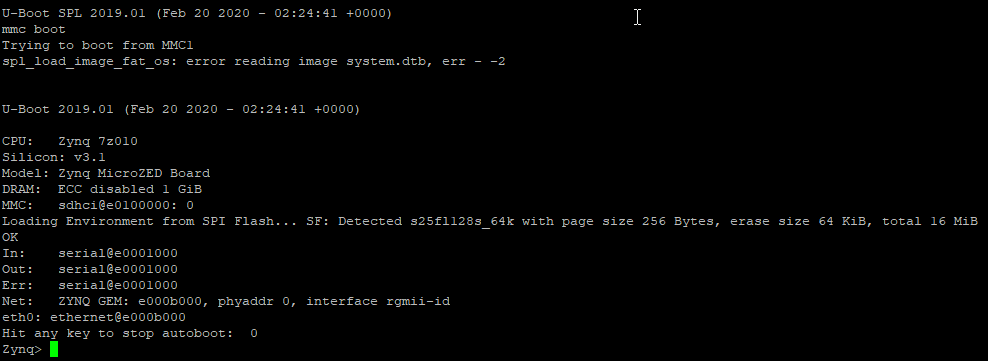 U-Boot SPL 2019.01 (Feb 20 2020 - 02:24:41 +0000)
mmc boot
Trying to boot from MMC1
spl_load_image_fat_os: error reading image system.dtb, err - -2
U-Boot 2019.01 (Feb 20 2020 - 02:24:41 +0000)
CPU:   Zynq 7z010
Silicon: v3.1
Model: Zynq MicroZED Board
DRAM:  ECC disabled 1 GiB
MMC:   sdhci@e0100000: 0
Loading Environment from SPI Flash... SF: Detected s25fl128s_64k with page size 256 Bytes, erase size 64 KiB, total 16 MiB
OK
In:    serial@e0001000
Out:   serial@e0001000
Err:   serial@e0001000
Net:   ZYNQ GEM: e000b000, phyaddr 0, interface rgmii-id
eth0: ethernet@e000b000
Hit any key to stop autoboot:  0
Zynq>